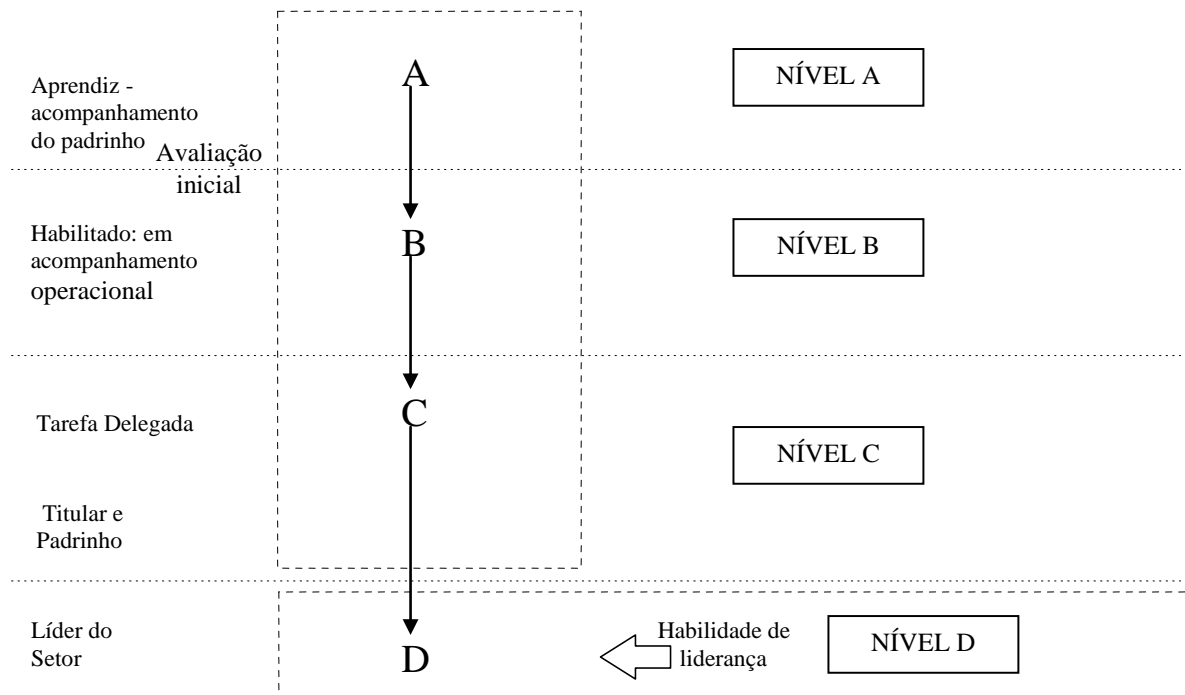 Aprendiz -
acompanhamento
do padrinho
Avaliação
inicial
A
NÍVEL A
Habilitado: em
acompanhamento
operacional
B
NÍVEL B
Tarefa Delegada
C
NÍVEL C
Titular e
Padrinho
Líder do
Setor
D
Habilidade de
liderança
NÍVEL D